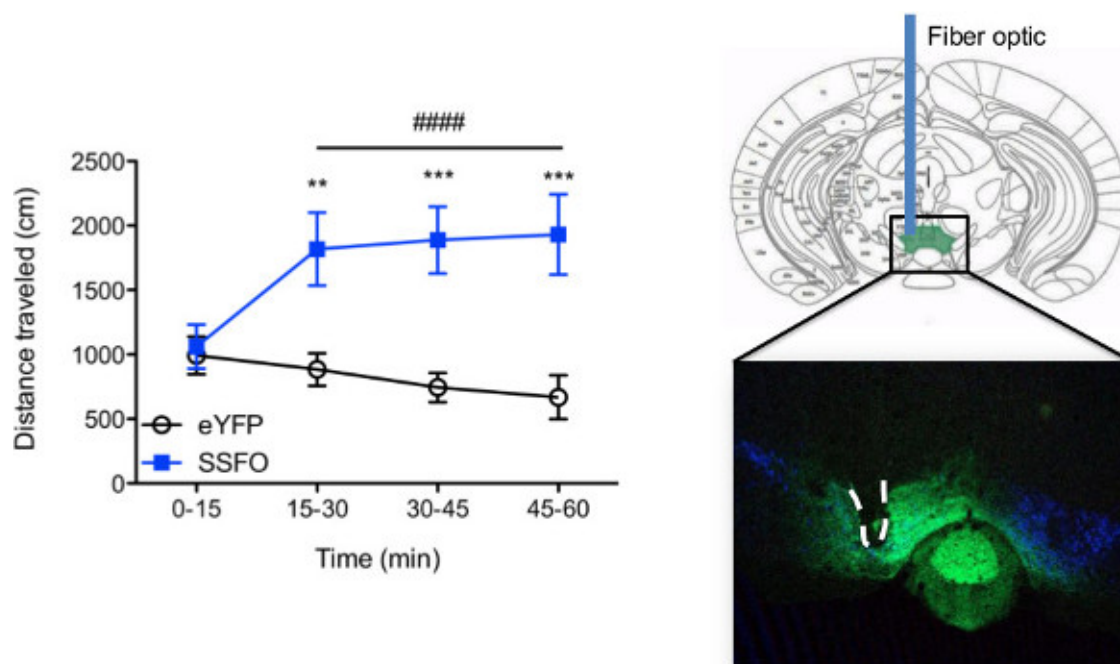 ####
2500
**
***
***
2000
1500
1000
500
0
Distance traveled (cm)
eYFP
SSFO
0-15
15-30
30-45
45-60
Time (min)
Fiber optic